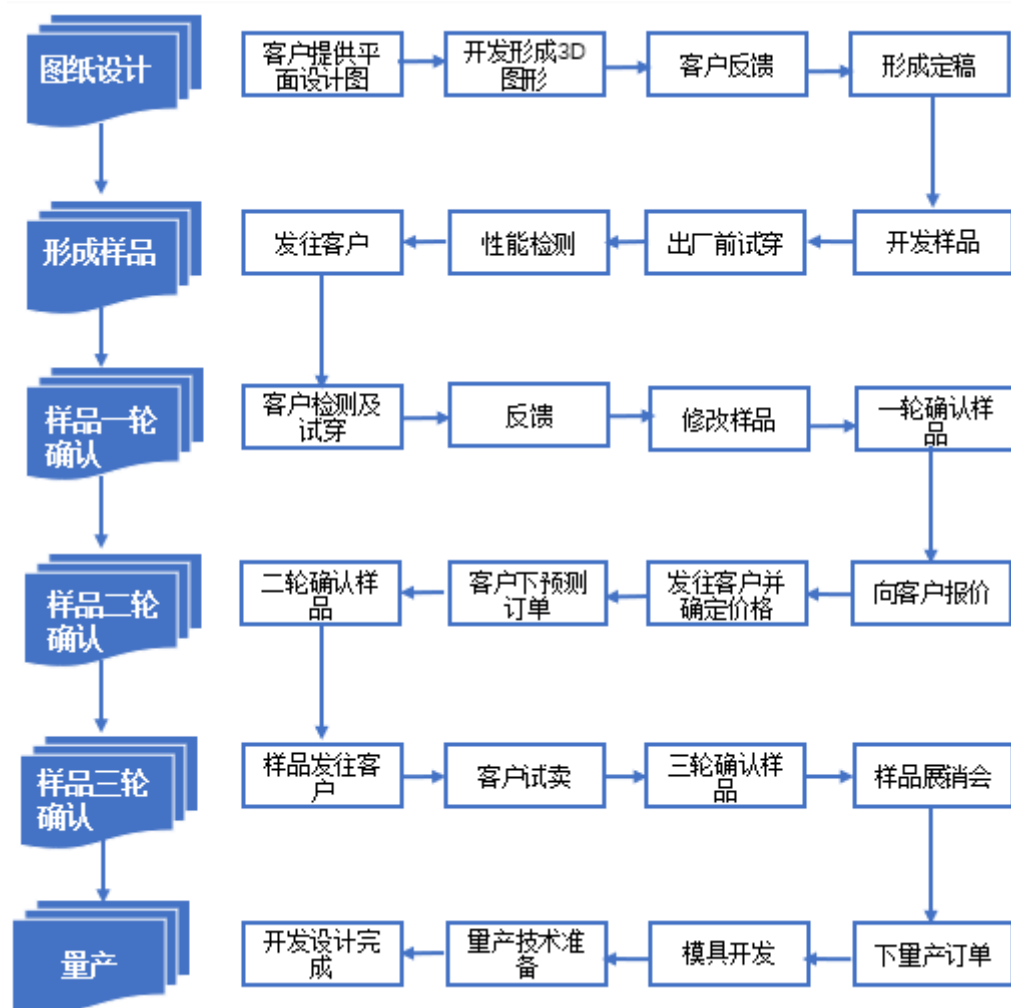 图纸设计
客户提供平
面设计图
开发形成3D
图形
客户反馈
形成定稿
形成样品
发往客户
性能检测
出厂前试穿
开发样品
样品一轮
确认
客户检测及
试穿
反馈
修改样品
一轮确认样
品
样品二轮
确认
二轮确认样
品
客户下预测
订单
发往客户并
确定价格
向客户报价
样品三轮
确认
样品发往客
户
客户试卖
三轮确认样
品
样品展销会
量产
开发设计完
成
量产技术准
备
模具开发
下量产订单